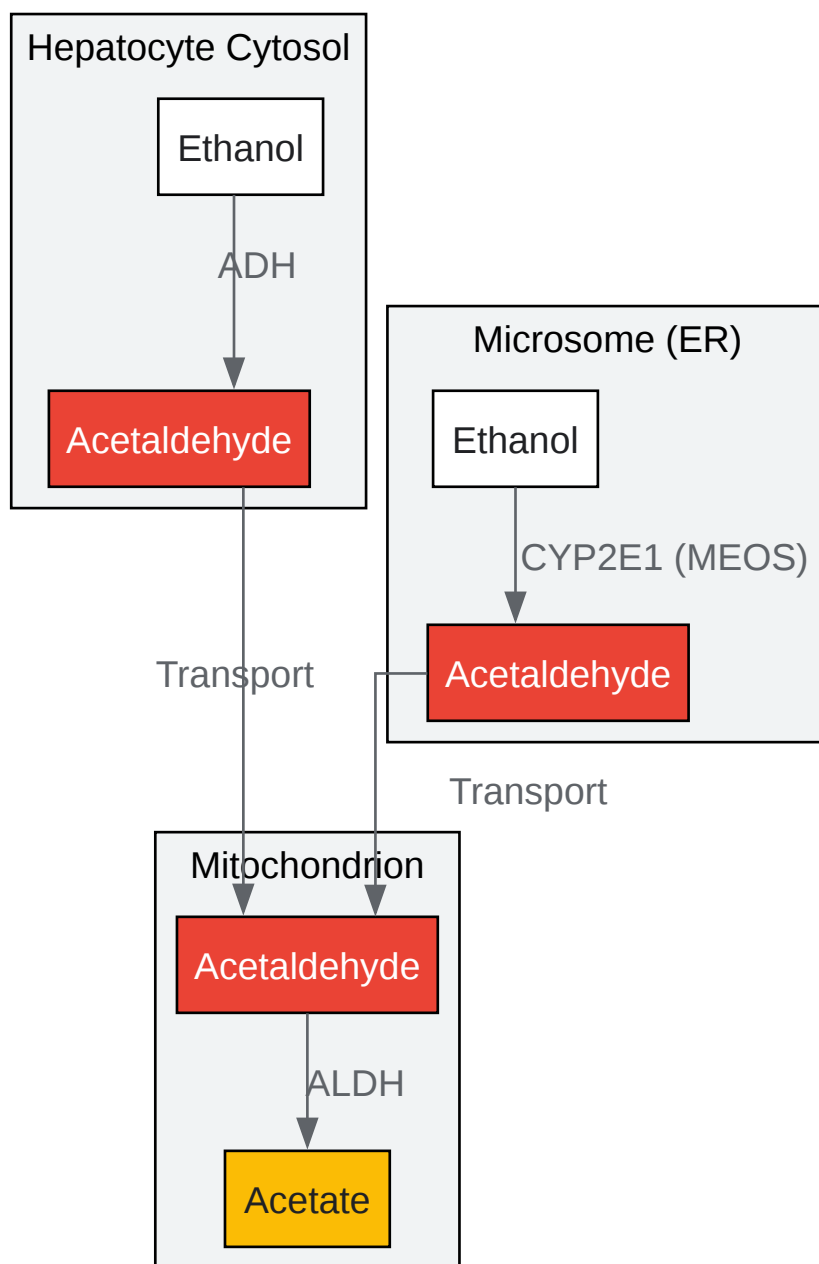 Hepatocyte Cytosol
Ethanol
ADH
Acetaldehyde
Microsome (ER)
Ethanol
CYP2E1 (MEOS)
Acetaldehyde
Transport
Transport
Mitochondrion
Acetaldehyde
ALDH
Acetate